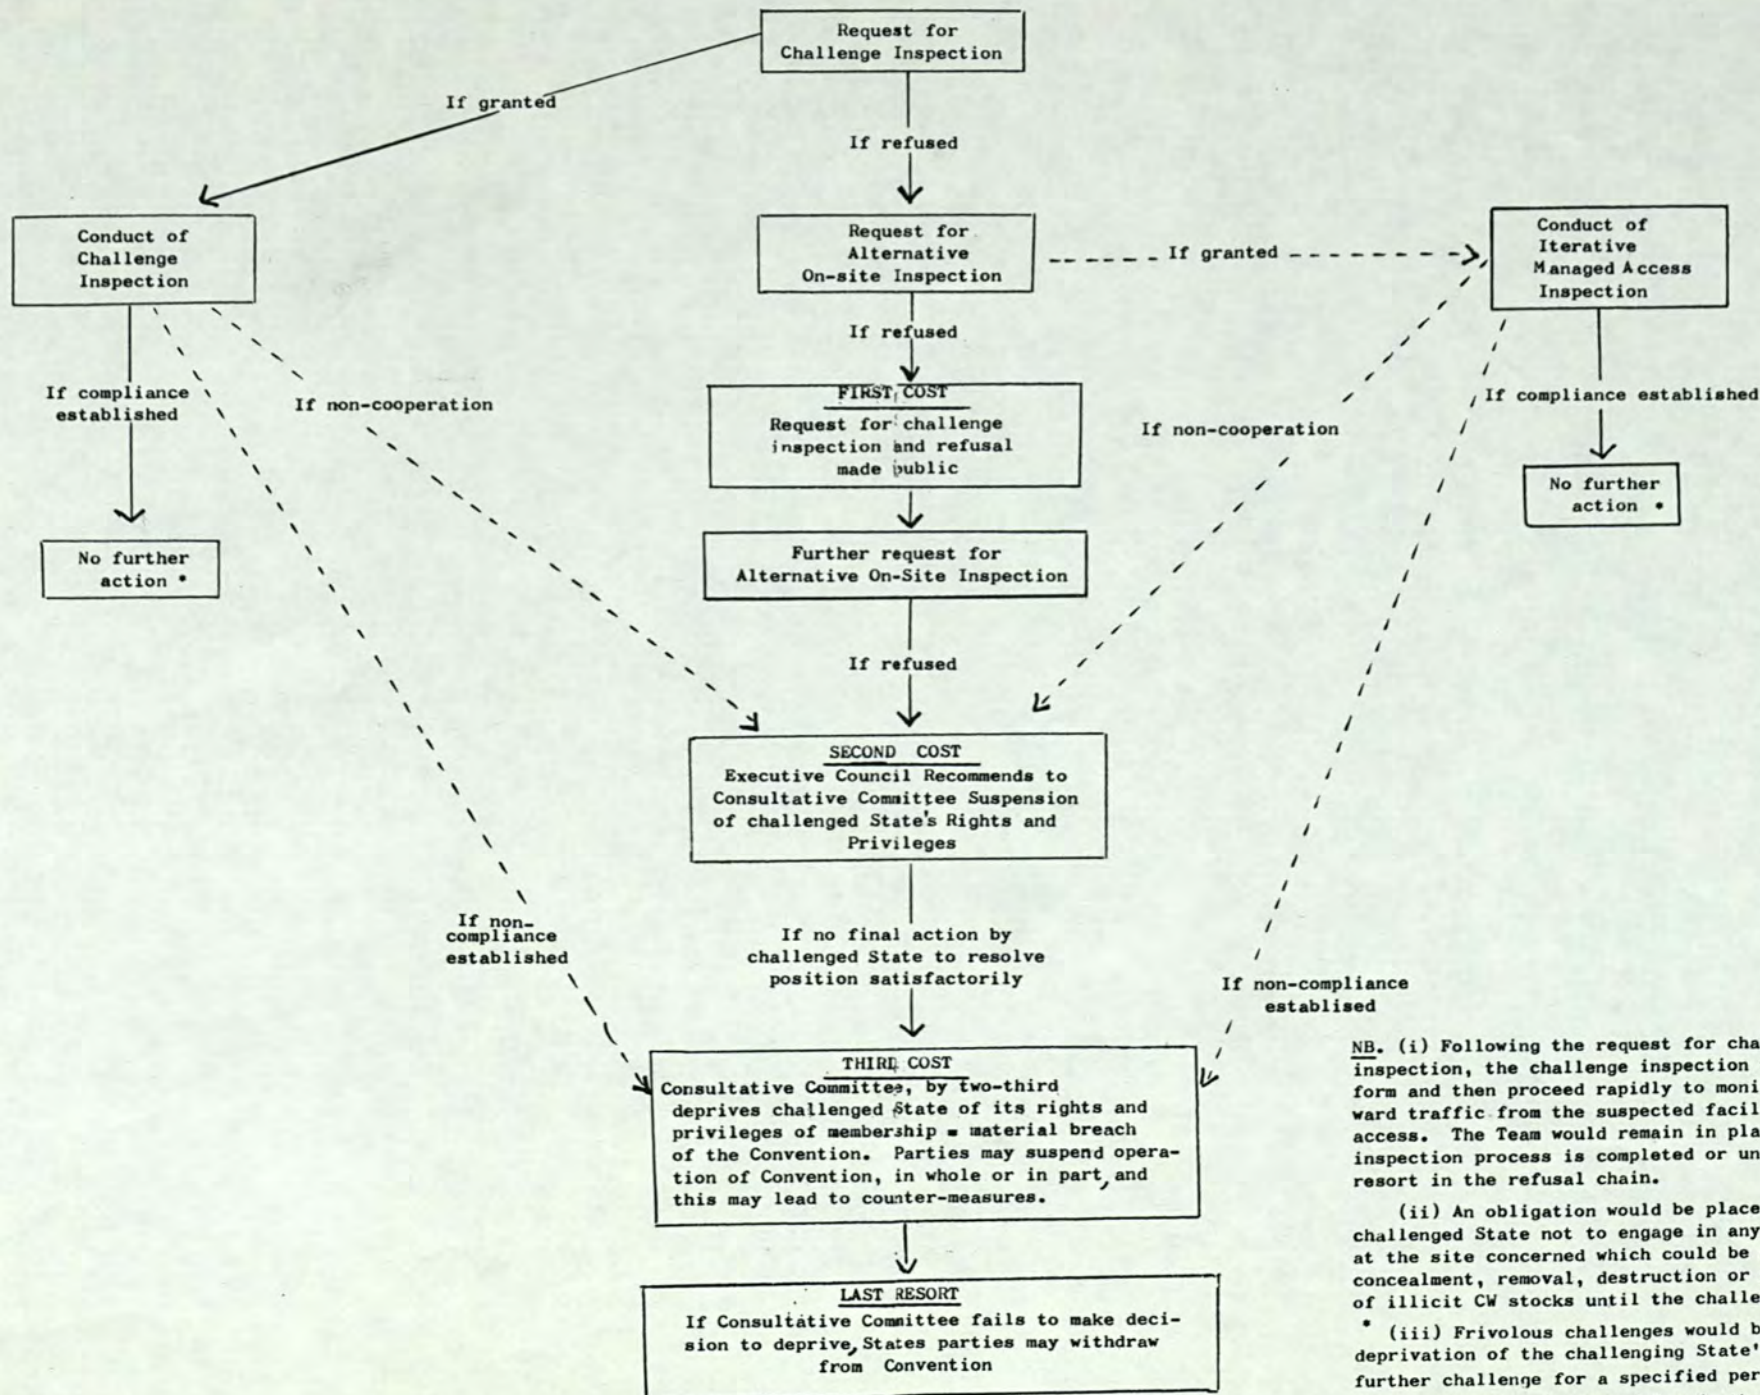 Request for
Challenge Inspection
If granted
If refused
Conduct of
Challenge
Inspection
Request for
Alternative
On-site Inspection
If granted
Conduct of
Iterative
Managed Access
Inspection
If refused
If compliance
established
If non-cooperation
FIRST COST
Request for challenge
inspection and refusal
made public
If non-cooperation
If compliance established
No further
action *
No further
action *
Further request for
Alternative On-Site Inspection
If refused
SECOND COST
Executive Council Recommends to
Consultative Committee Suspension
of challenged State's Rights and
Privileges
If non-
compliance
established
If no final action by
challenged State to resolve
position satisfactorily
If non-compliance
establised
THIRD COST
Consultative Committee, by two-third
deprives challenged State of its rights and
privileges of membership = material breach
of the Convention. Parties may suspend opera-
tion of Convention, in whole or in part, and
this may lead to counter-measures.
LAST RESORT
If Consultative Committee fails to make deci-
sion to deprive, States parties may withdraw
from Convention
NB. (i) Following the request for cha
inspection, the challenge inspection
form and then proceed rapidly to moni
ward traffic from the suspected facil
access. The Team would remain in pla
inspection process is completed or un
resort in the refusal chain.
(ii) An obligation would be place
challenged State not to engage in any
at the site concerned which could be
concealment, removal, destruction or
of illicit CW stocks until the challe
* (iii) Frivolous challenges would b
deprivation of the challenging State'
further challenge for a specified per